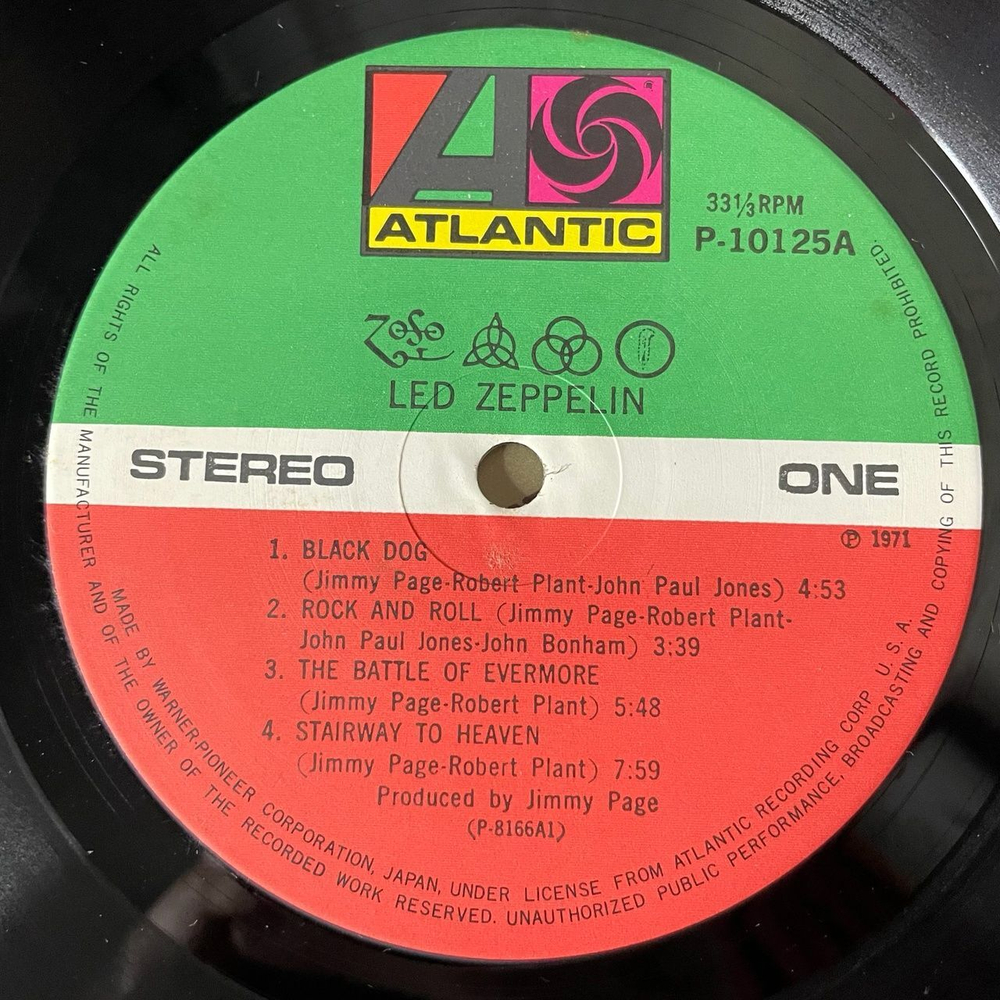 ATLANTIC
33⅓ RPM
P-10125A
LED ZEPPELIN
STEREO
ONE
℗ 1971
1. BLACK DOG
(Jimmy Page-Robert Plant-John Paul Jones) 4:53
2. ROCK AND ROLL (Jimmy Page-Robert Plant-
John Paul Jones-John Bonham) 3:39
3. THE BATTLE OF EVERMORE
(Jimmy Page-Robert Plant) 5:48
4. STAIRWAY TO HEAVEN
(Jimmy Page-Robert Plant) 7:59
Produced by Jimmy Page
(P-8166A1)
MADE BY WARNER-PIONEER CORPORATION, JAPAN, UNDER LICENSE FROM ATLANTIC RECORDING CORP. U. S. A.
ALL RIGHTS OF THE MANUFACTURER AND OF THE OWNER OF THE RECORDED WORK RESERVED. UNAUTHORIZED PUBLIC PERFORMANCE, BROADCASTING AND COPYING OF THIS RECORD PROHIBITED.